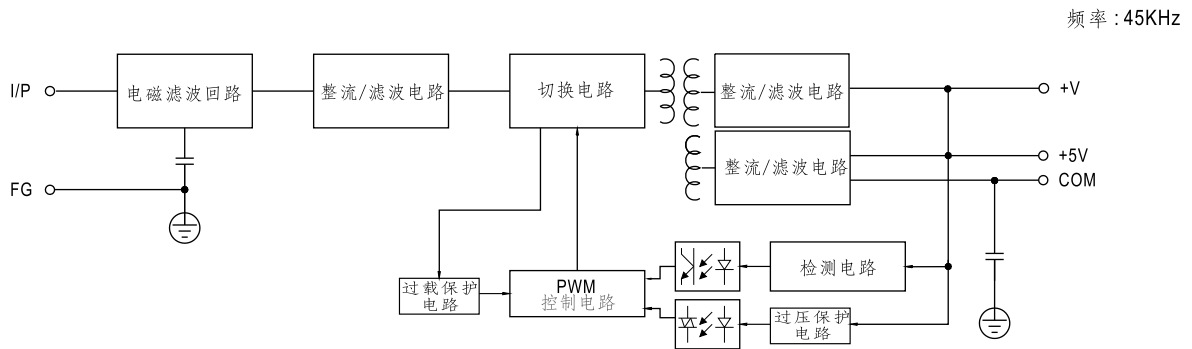 频率 : 45KHz
I/P
电磁滤波回路
整流/滤波电路
切换电路
整流/滤波电路
+V
整流/滤波电路
+5V
COM
FG
过载保护
电路
PWM
控制电路
检测电路
过压保护
电路